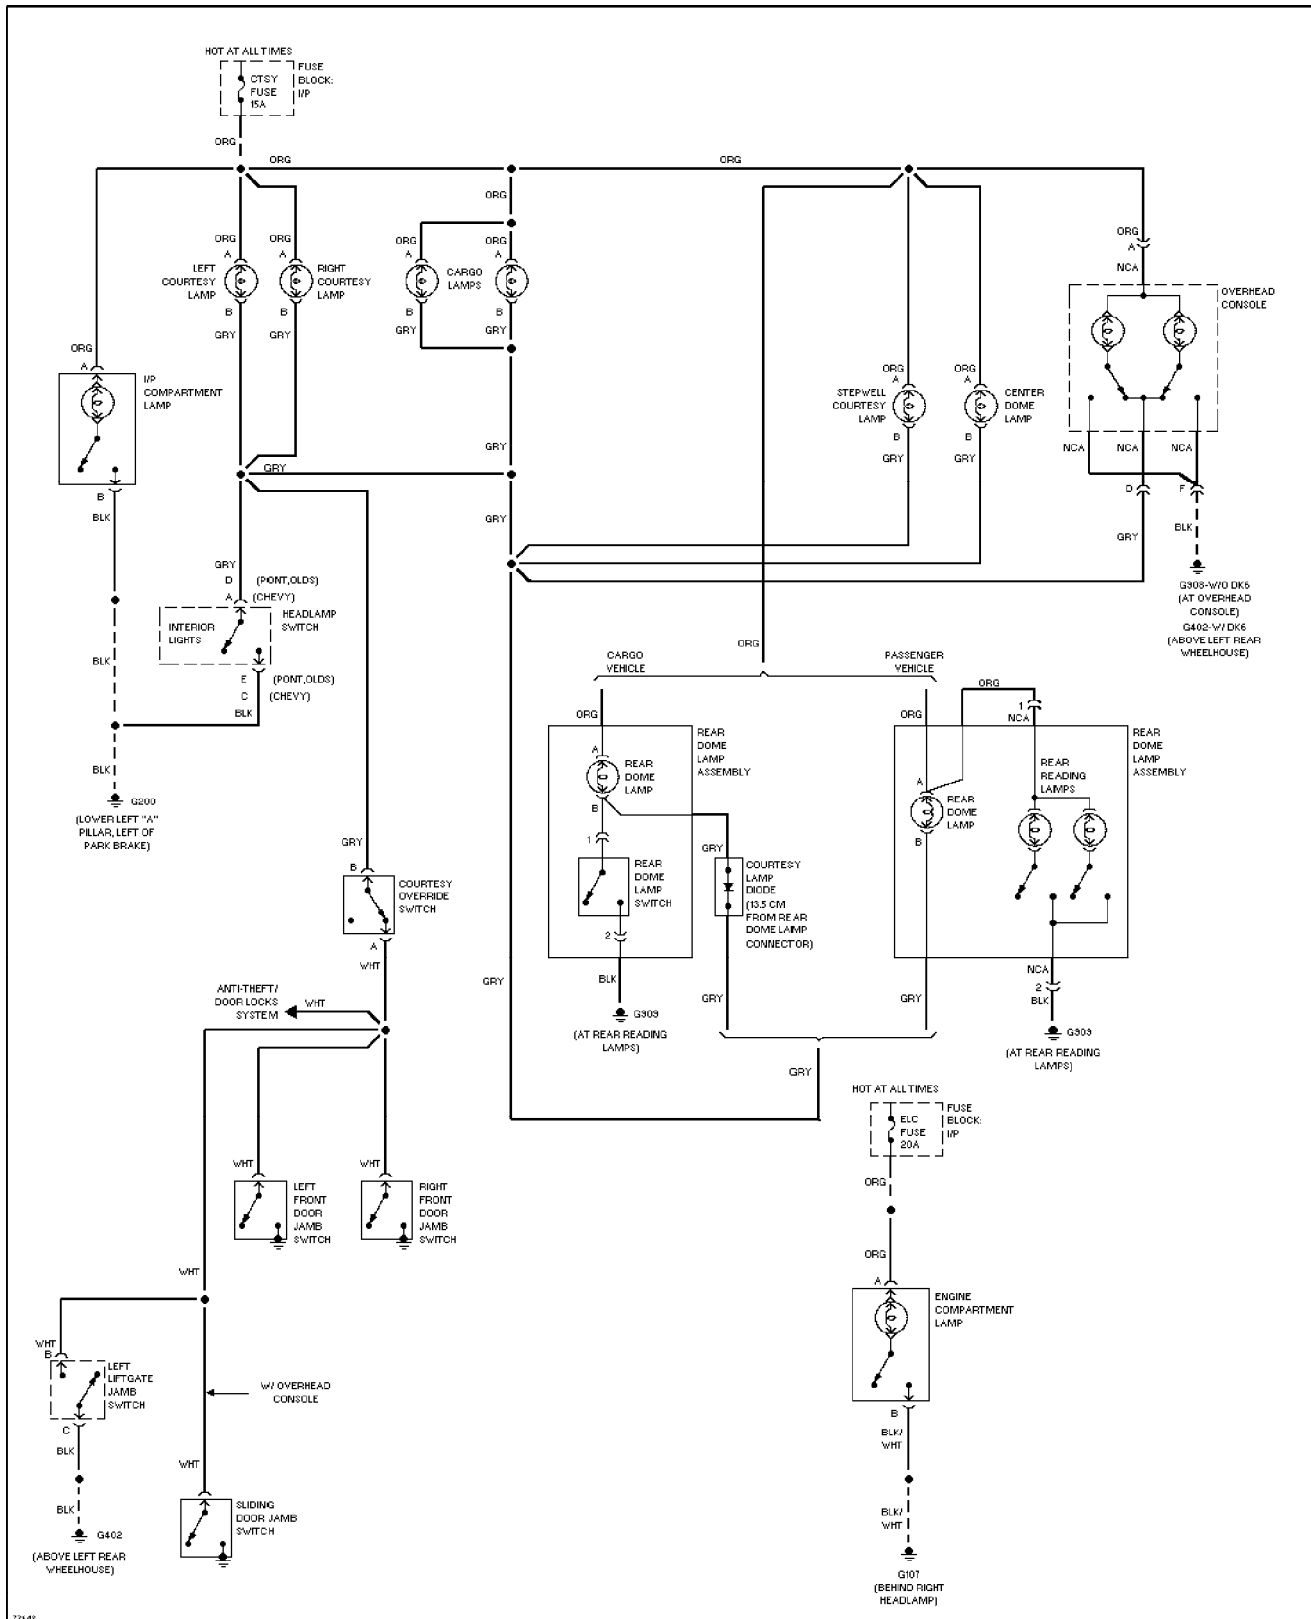 HOT AT ALL TIMES
CTSY
FUSE
15A
FUSE
BLOCK:
I/P
ORG
ORG
ORG
ORG
ORG
A
ORG
A
LEFT
COURTESY
LAMP
RIGHT
COURTESY
LAMP
B
GRY
B
GRY
ORG
A
ORG
A
CARGO
LAMPS
B
GRY
B
GRY
ORG
A
NCA
OVERHEAD
CONSOLE
ORG
A
I/P
COMPARTMENT
LAMP
B
BLK
ORG
A
STEPWELL
COURTESY
LAMP
B
GRY
ORG
A
CENTER
DOME
LAMP
B
GRY
NCA
NCA
NCA
D
F
GRY
BLK
G908-W/O DK6
(AT OVERHEAD
CONSOLE)
G402-W/ DK6
(ABOVE LEFT REAR
WHEELHOUSE)
GRY
GRY
GRY
GRY
D
(PONT,OLDS)
A
(CHEVY)
INTERIOR
LIGHTS
HEADLAMP
SWITCH
E
(PONT,OLDS)
C
(CHEVY)
BLK
BLK
BLK
G200
(LOWER LEFT "A"
PILLAR, LEFT OF
PARK BRAKE)
ORG
CARGO
VEHICLE
PASSENGER
VEHICLE
ORG
REAR
DOME
LAMP
ASSEMBLY
A
REAR
DOME
LAMP
B
1
REAR
DOME
LAMP
SWITCH
2
BLK
G909
(AT REAR READING
LAMPS)
GRY
COURTESY
LAMP
DIODE
(13.5 CM
FROM REAR
DOME LAMP
CONNECTOR)
GRY
ORG
ORG
1
NCA
REAR
DOME
LAMP
ASSEMBLY
REAR
READING
LAMPS
A
REAR
DOME
LAMP
B
GRY
NCA
2
BLK
G909
(AT REAR READING
LAMPS)
GRY
GRY
GRY
B
COURTESY
OVERRIDE
SWITCH
A
WHT
ANTI-THEFT/
DOOR LOCKS
SYSTEM
WHT
WHT
LEFT
FRONT
DOOR
JAMB
SWITCH
WHT
RIGHT
FRONT
DOOR
JAMB
SWITCH
HOT AT ALL TIMES
ELC
FUSE
20A
FUSE
BLOCK:
I/P
ORG
ORG
A
ENGINE
COMPARTMENT
LAMP
B
BLK/
WHT
BLK/
WHT
G107
(BEHIND RIGHT
HEADLAMP)
WHT
WHT
B
LEFT
LIFTGATE
JAMB
SWITCH
C
BLK
BLK
G402
(ABOVE LEFT REAR
WHEELHOUSE)
W/ OVERHEAD
CONSOLE
WHT
SLIDING
DOOR JAMB
SWITCH